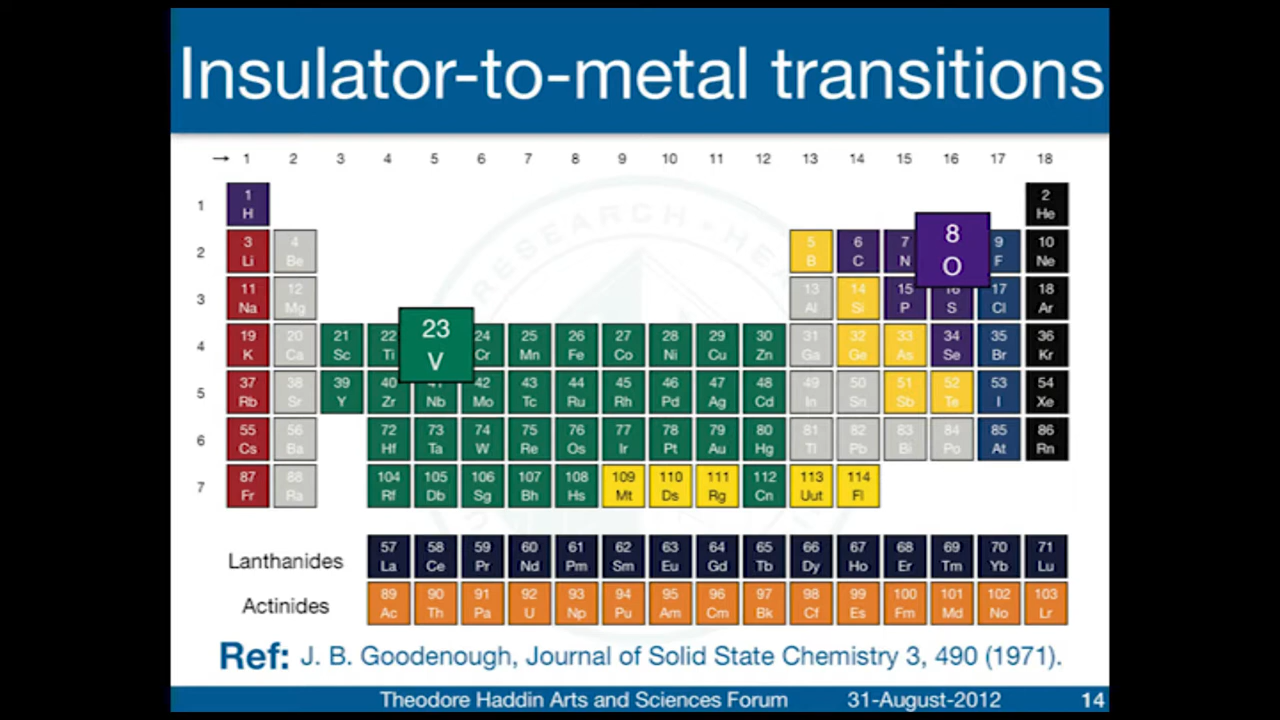 Insulator-to-metal transitions
→ 1 2 3 4 5 6 7 8 9 10 11 12 13 14 15 16 17 18
1
1 2
H He
2
3 4 5 6 7 8 9 10
Li Be B C N O F Ne
3
11 12 13 14 15 16 17 18
Na Mg Al Si P S Cl Ar
4
19 20 21 22 23 24 25 26 27 28 29 30 31 32 33 34 35 36
K Ca Sc Ti V Cr Mn Fe Co Ni Cu Zn Ga Ge As Se Br Kr
5
37 38 39 40 41 42 43 44 45 46 47 48 49 50 51 52 53 54
Rb Sr Y Zr Nb Mo Tc Ru Rh Pd Ag Cd In Sn Sb Te I Xe
6
55 56 72 73 74 75 76 77 78 79 80 81 82 83 84 85 86
Cs Ba Hf Ta W Re Os Ir Pt Au Hg Tl Pb Bi Po At Rn
7
87 88 104 105 106 107 108 109 110 111 112 113 114
Fr Ra Rf Db Sg Bh Hs Mt Ds Rg Cn Uut Fl
Lanthanides
57 58 59 60 61 62 63 64 65 66 67 68 69 70 71
La Ce Pr Nd Pm Sm Eu Gd Tb Dy Ho Er Tm Yb Lu
Actinides
89 90 91 92 93 94 95 96 97 98 99 100 101 102 103
Ac Th Pa U Np Pu Am Cm Bk Cf Es Fm Md No Lr
Ref: J. B. Goodenough, Journal of Solid State Chemistry 3, 490 (1971).
Theodore Haddin Arts and Sciences Forum 31-August-2012 14